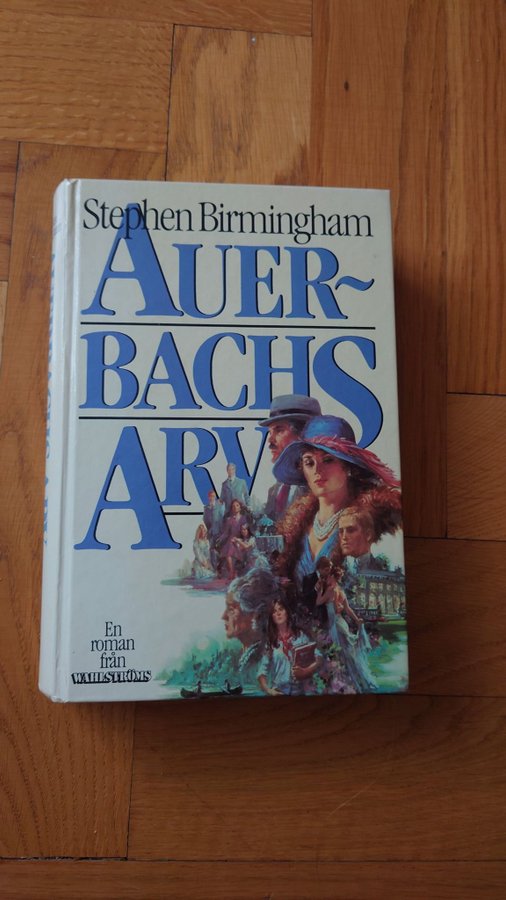 Stephen Birmingham
AUER~
BACHS
ARV
En
roman
från
WAHLSTRÖMS